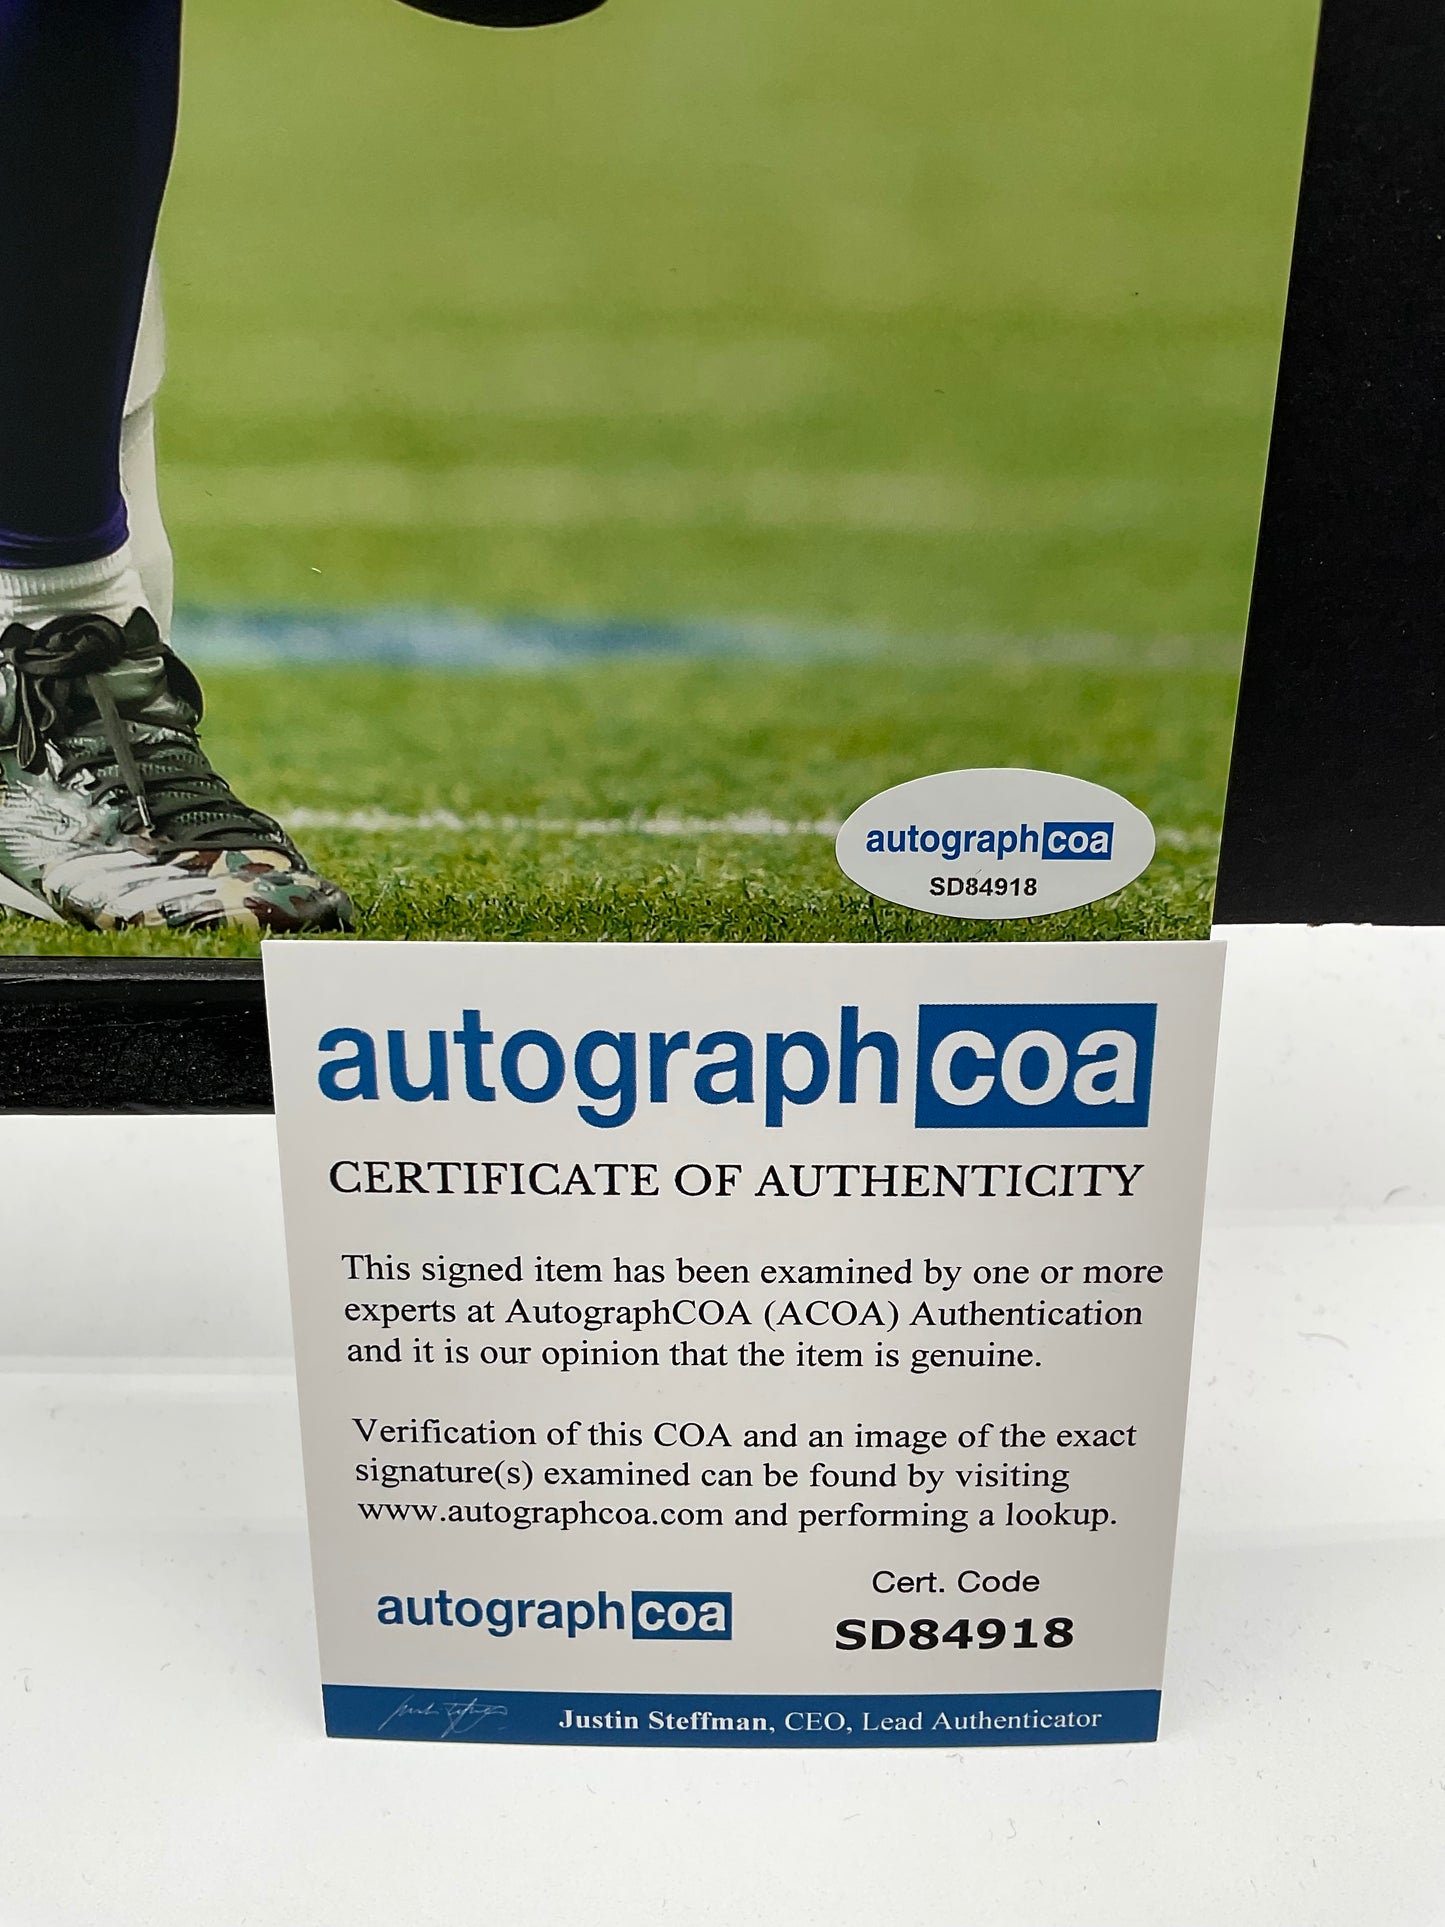 autographcoa
SD84918
autographcoa
CERTIFICATE OF AUTHENTICITY
This signed item has been examined by one or more
experts at AutographCOA (ACOA) Authentication
and it is our opinion that the item is genuine.
Verification of this COA and an image of the exact
signature(s) examined can be found by visiting
www.autographcoa.com and performing a lookup.
autographcoa
Cert. Code
SD84918
Justin Steffman, CEO, Lead Authenticator